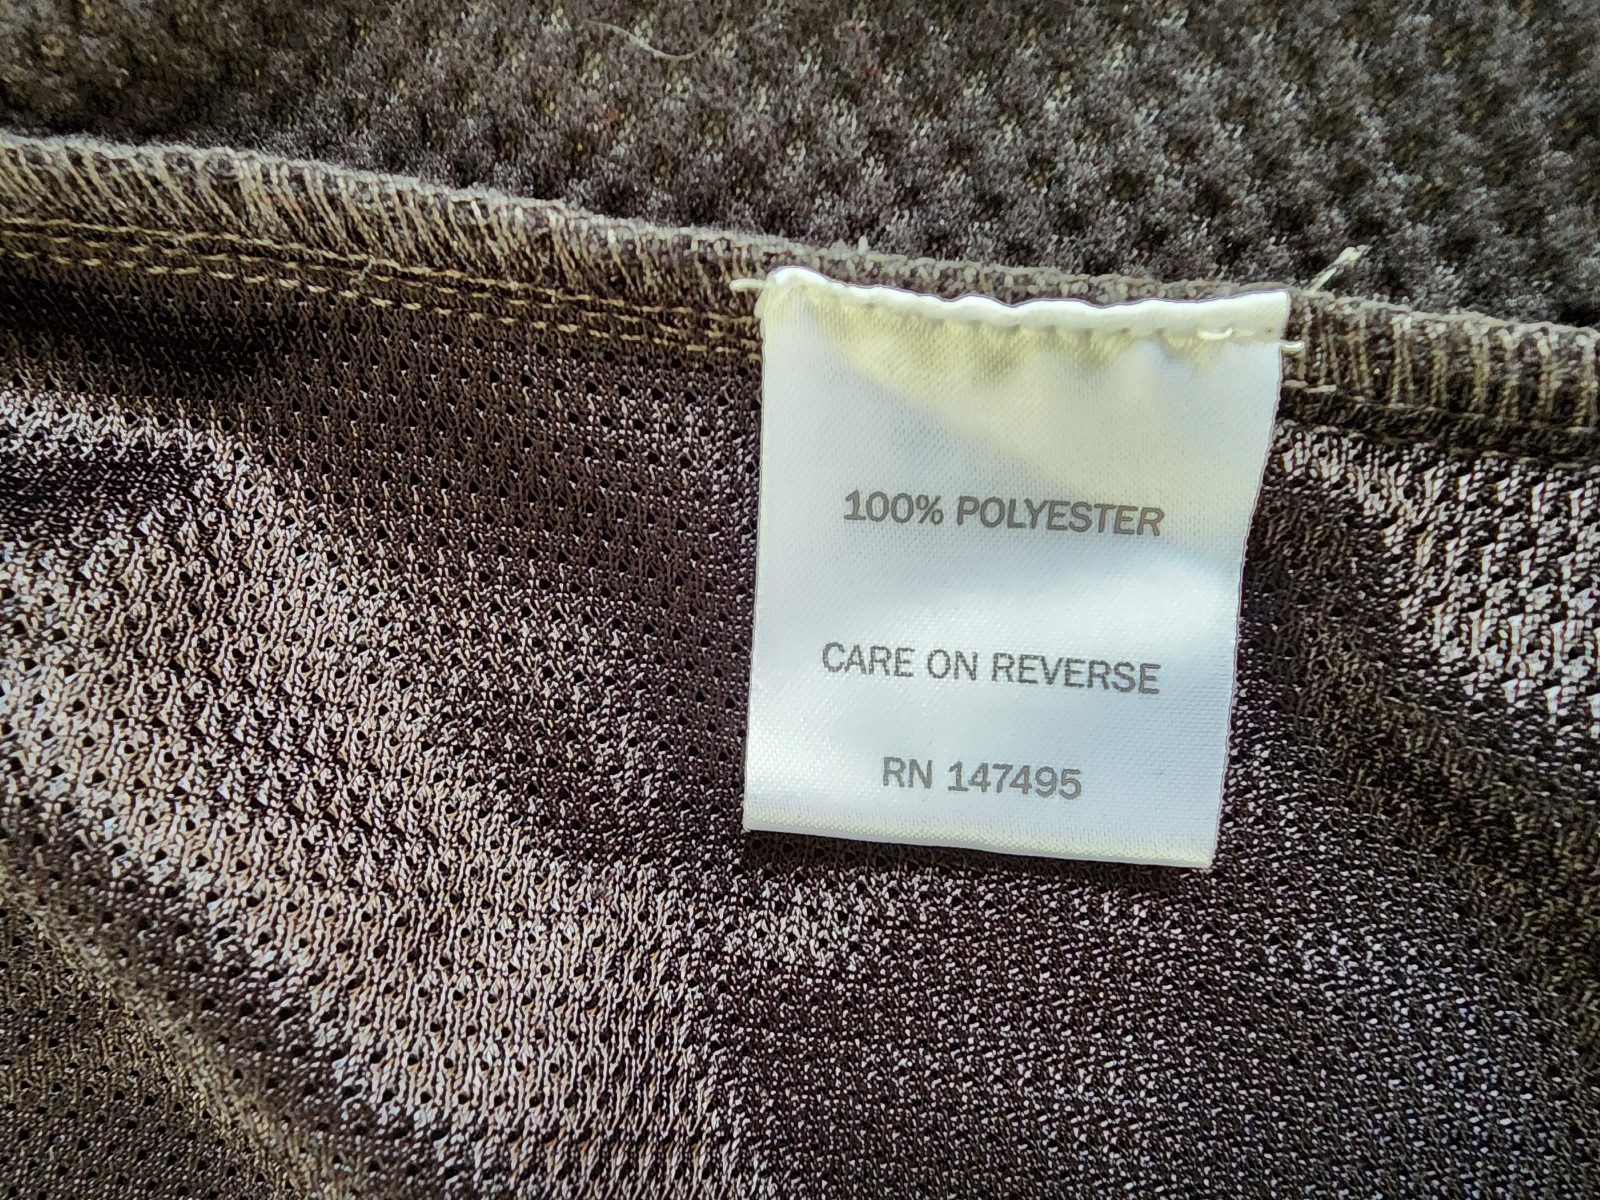 100% POLYESTER
CARE ON REVERSE
RN 147495